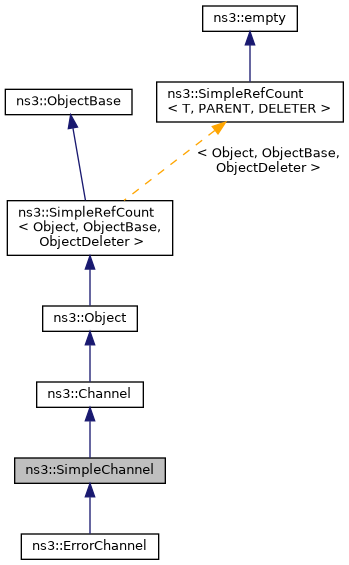 ns3::empty
ns3::SimpleRefCount
< T, PARENT, DELETER >
ns3::ObjectBase
< Object, ObjectBase,
ObjectDeleter >
ns3::SimpleRefCount
< Object, ObjectBase,
ObjectDeleter >
ns3::Object
ns3::Channel
ns3::SimpleChannel
ns3::ErrorChannel